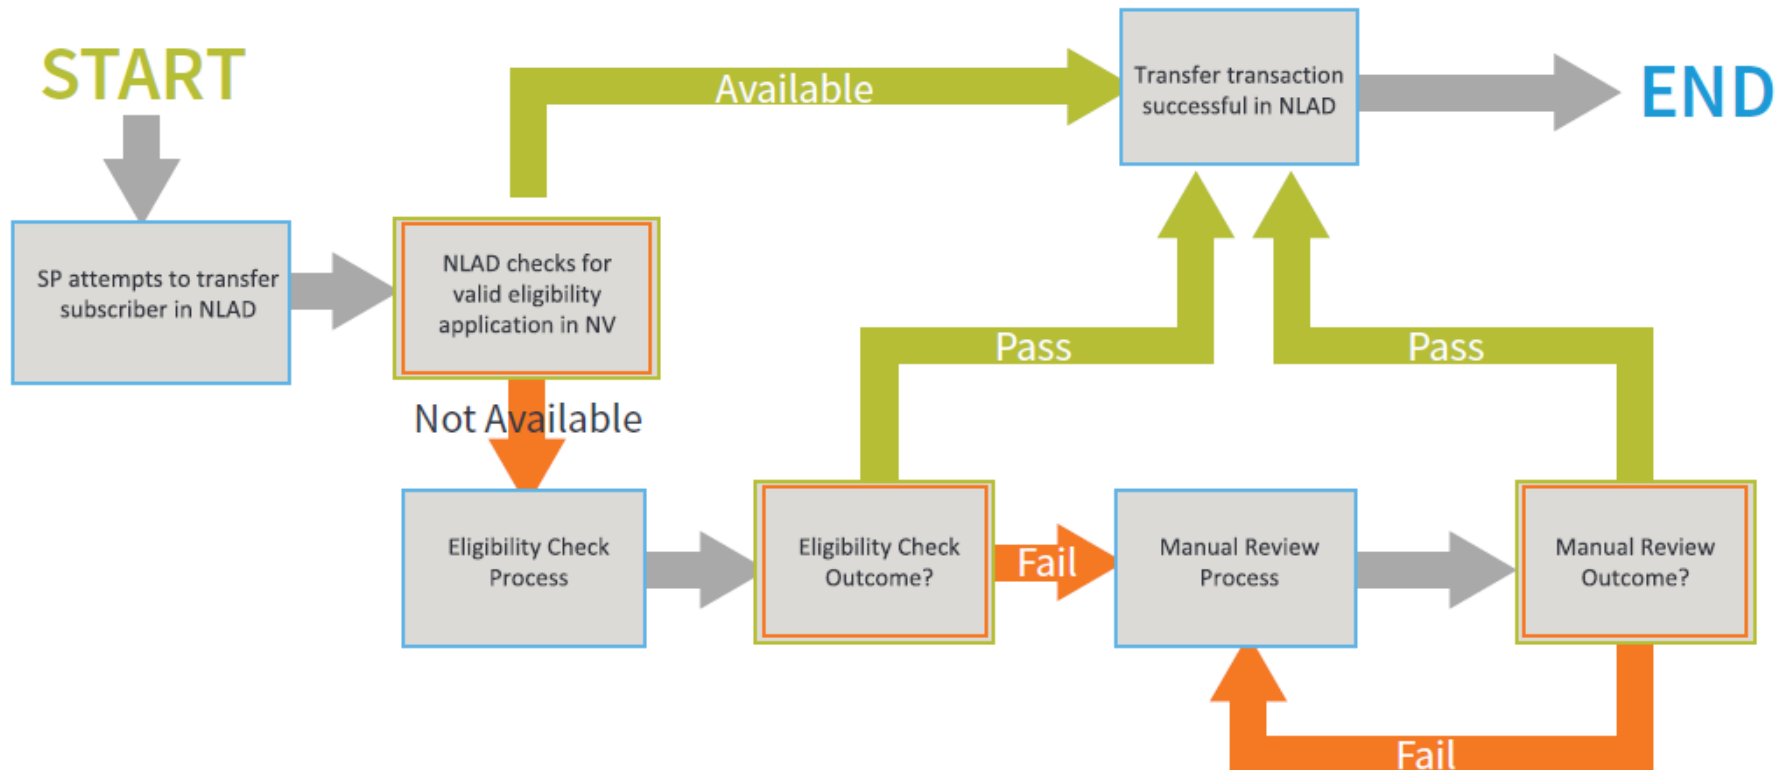 START
Available
Transfer transaction
successful in NLAD
END
SP attempts to transfer
subscriber in NLAD
NLAD checks for
valid eligibility
application in NV
Not Available
Pass
Pass
Eligibility Check
Process
Eligibility Check
Outcome?
Fail
Manual Review
Process
Manual Review
Outcome?
Fail